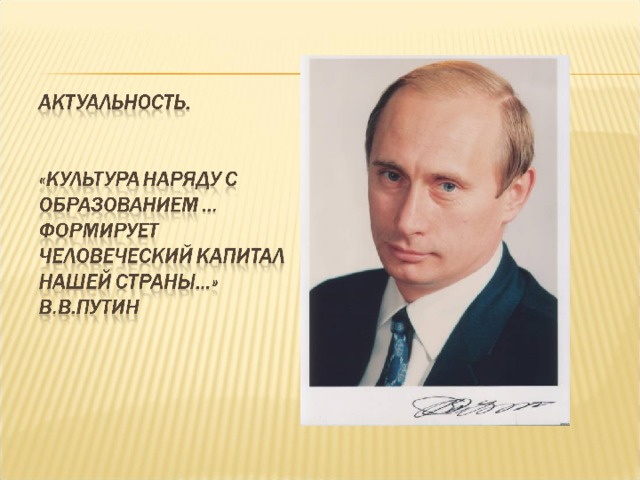 АКТУАЛЬНОСТЬ.
«КУЛЬТУРА НАРЯДУ С
ОБРАЗОВАНИЕМ ...
ФОРМИРУЕТ
ЧЕЛОВЕЧЕСКИЙ КАПИТАЛ
НАШЕЙ СТРАНЫ...»
В.В.ПУТИН